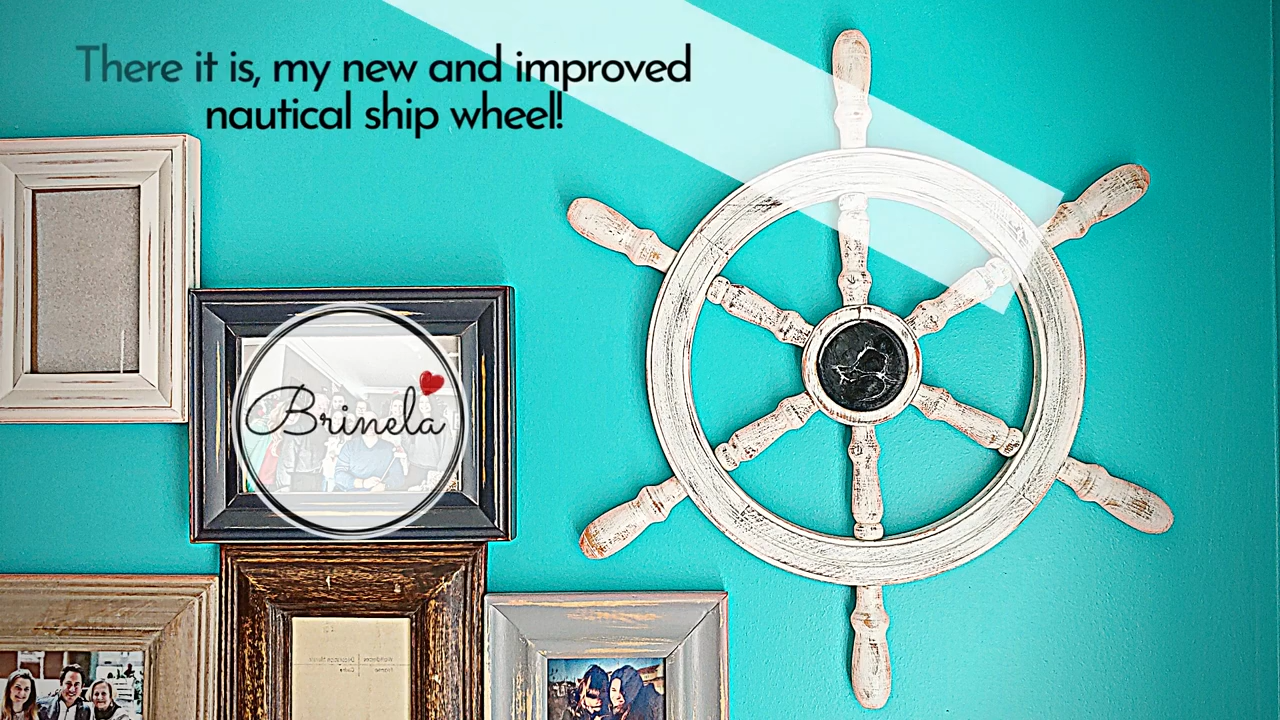 There it is, my new and improved
nautical ship wheel!
Brinela